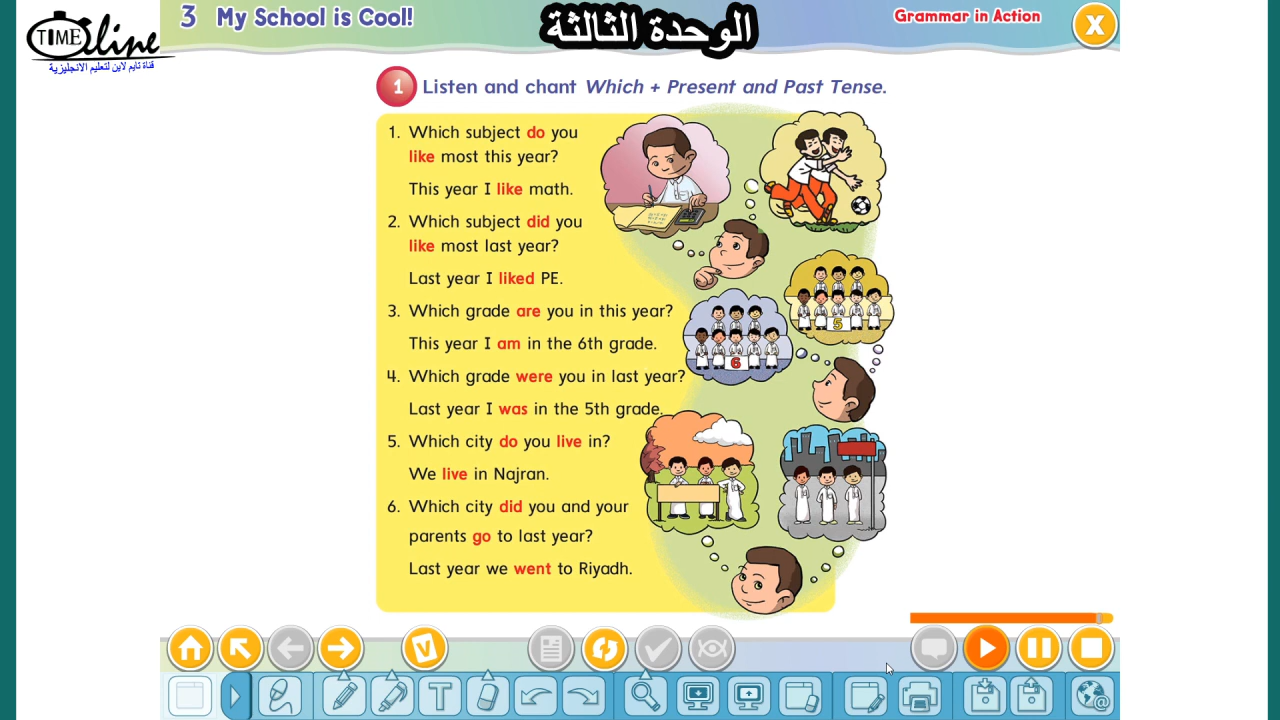 3 My School is Cool!
الوحدة الثالثة
Grammar in Action
X
TIME line
قناة تايم لاين لتعليم الانجليزية
1 Listen and chant Which + Present and Past Tense.
1. Which subject do you
like most this year?
This year I like math.
2. Which subject did you
like most last year?
Last year I liked PE.
3. Which grade are you in this year?
This year I am in the 6th grade.
4. Which grade were you in last year?
Last year I was in the 5th grade.
5. Which city do you live in?
We live in Najran.
6. Which city did you and your
parents go to last year?
Last year we went to Riyadh.
5
6
V
T
@